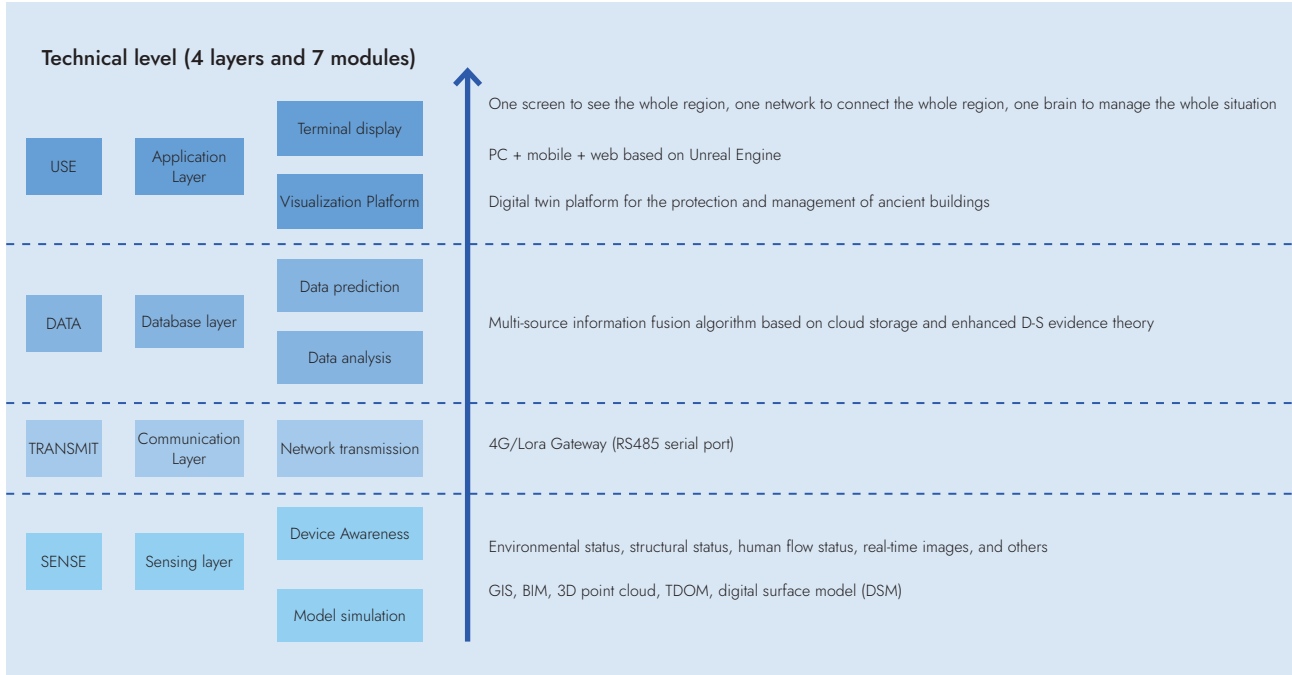 Technical level (4 layers and 7 modules)
USE
Application
Layer
Terminal display
Visualization Platform
One screen to see the whole region, one network to connect the whole region, one brain to manage the whole situation
PC + mobile + web based on Unreal Engine
Digital twin platform for the protection and management of ancient buildings
DATA
Database layer
Data prediction
Data analysis
Multi-source information fusion algorithm based on cloud storage and enhanced D-S evidence theory
TRANSMIT
Communication
Layer
Network transmission
4G/Lora Gateway (RS485 serial port)
SENSE
Sensing layer
Device Awareness
Model simulation
Environmental status, structural status, human flow status, real-time images, and others
GIS, BIM, 3D point cloud, TDOM, digital surface model (DSM)